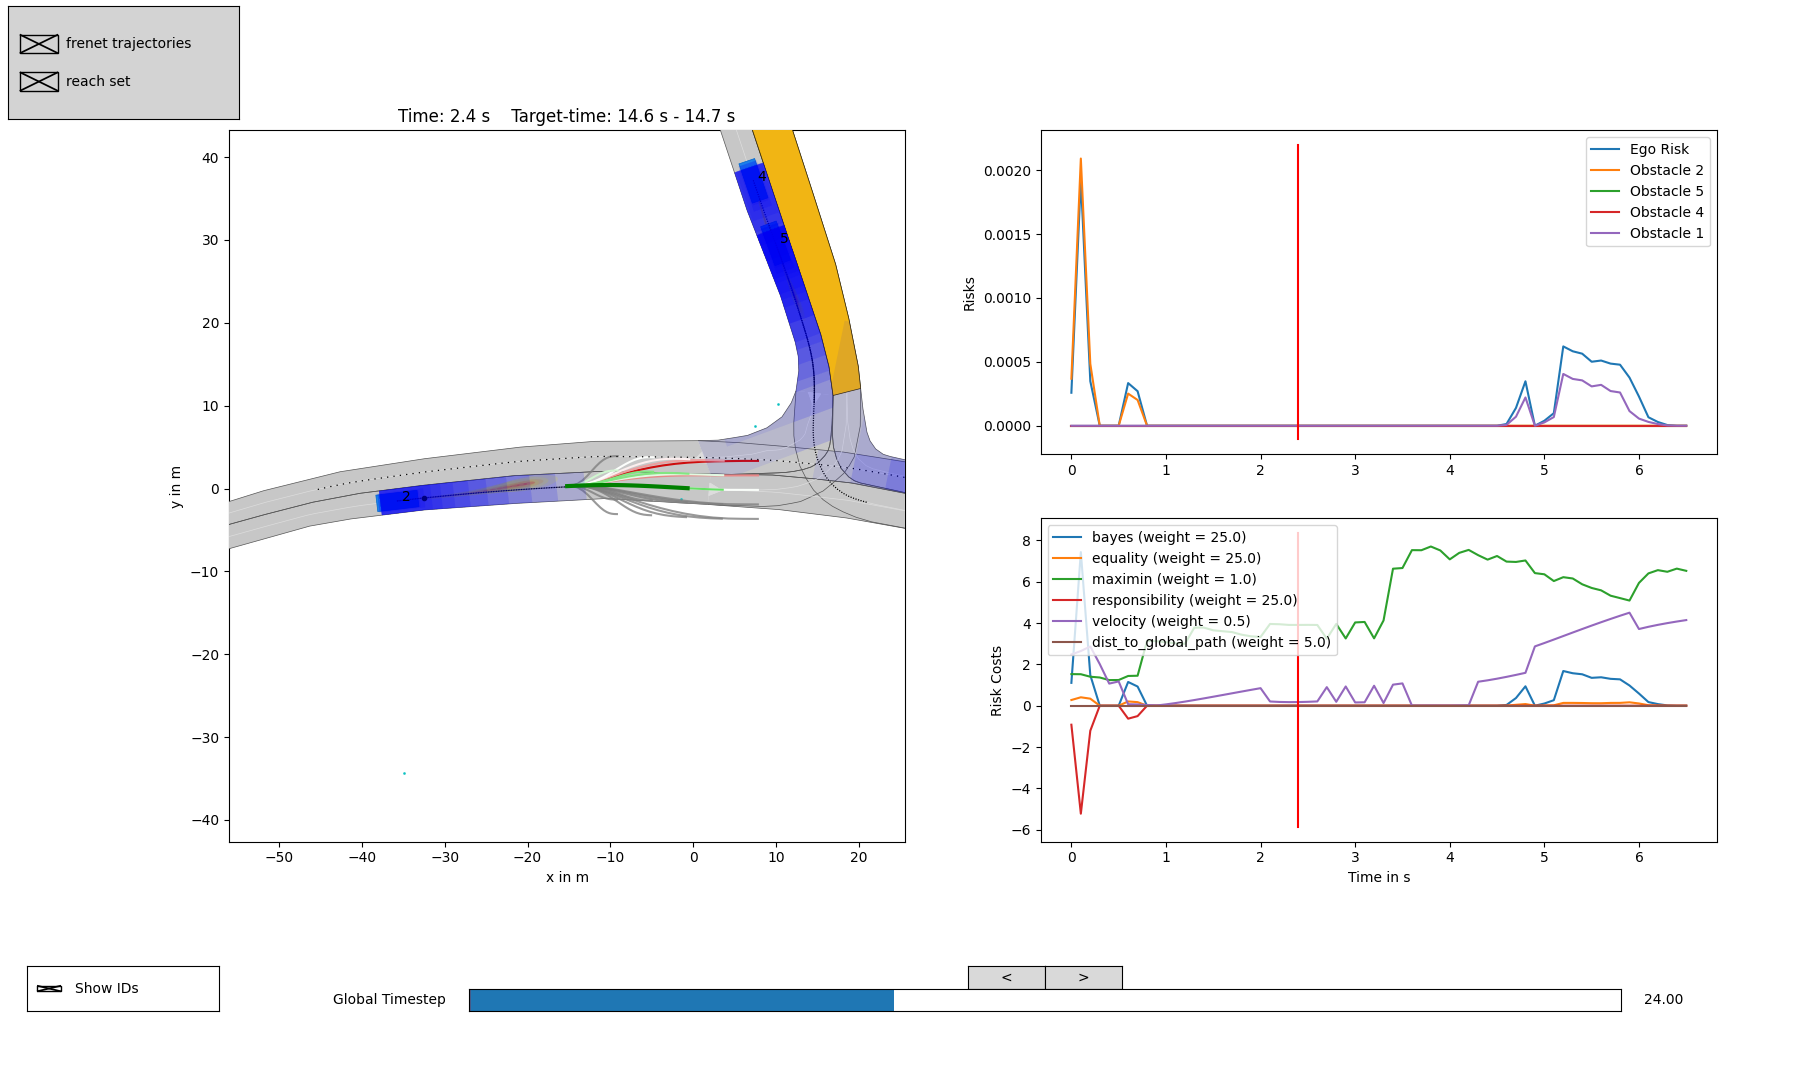 frenet trajectories
reach set
Time: 2.4 s    Target-time: 14.6 s - 14.7 s
40
30
20
10
0
−10
−20
−30
−40
y in m
4
5
2
−50
−40
−30
−20
−10
0
10
20
x in m
Ego Risk
Obstacle 2
Obstacle 5
Obstacle 4
Obstacle 1
0.0020
0.0015
0.0010
0.0005
0.0000
Risks
0
1
2
3
4
5
6
bayes (weight = 25.0)
equality (weight = 25.0)
maximin (weight = 1.0)
responsibility (weight = 25.0)
velocity (weight = 0.5)
dist_to_global_path (weight = 5.0)
8
6
4
2
0
−2
−4
−6
Risk Costs
0
1
2
3
4
5
6
Time in s
<
>
Show IDs
Global Timestep
24.00